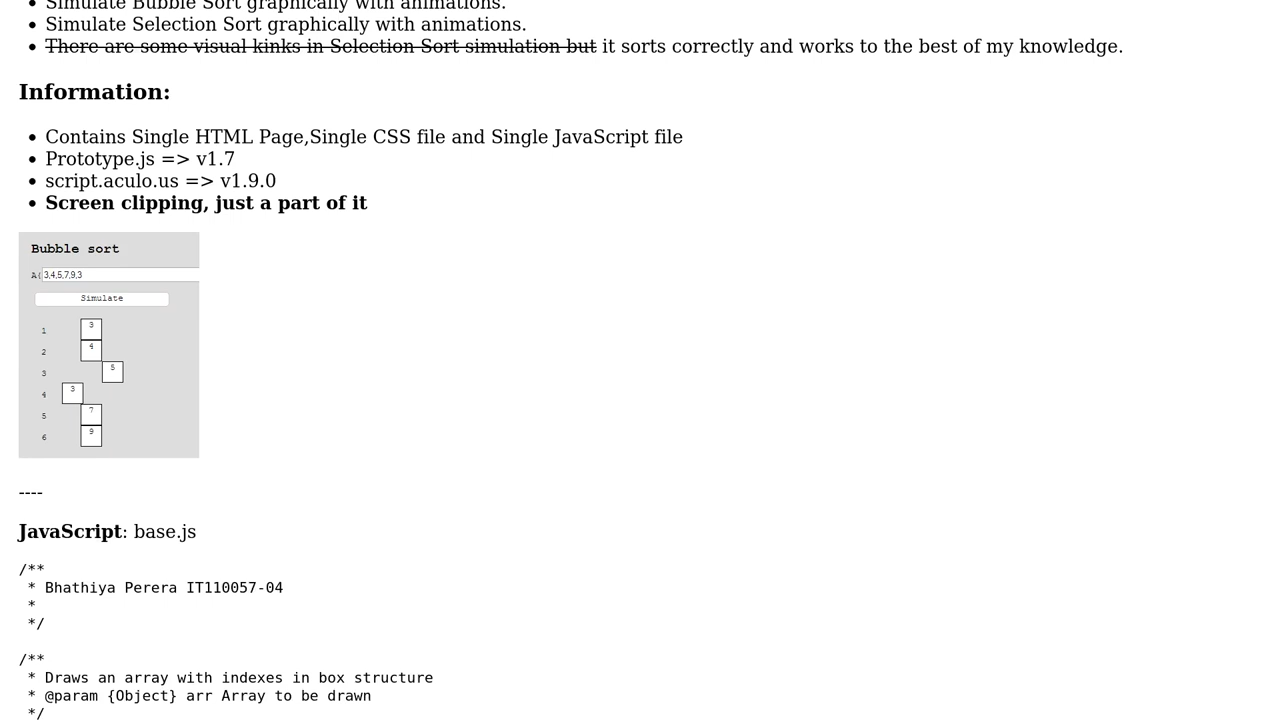 Simulate Bubble Sort graphically with animations.
Simulate Selection Sort graphically with animations.
There are some visual kinks in Selection Sort simulation but it sorts correctly and works to the best of my knowledge.
Information:
Contains Single HTML Page,Single CSS file and Single JavaScript file
Prototype.js => v1.7
script.aculo.us => v1.9.0
Screen clipping, just a part of it
Bubble sort
A( 3,4,5,7,9,3
Simulate
1 3
2 4
3 5
4 3
5 7
6 9
----
JavaScript: base.js
/**
 * Bhathiya Perera IT110057-04
 *
 */
/**
 * Draws an array with indexes in box structure
 * @param {Object} arr Array to be drawn
 */